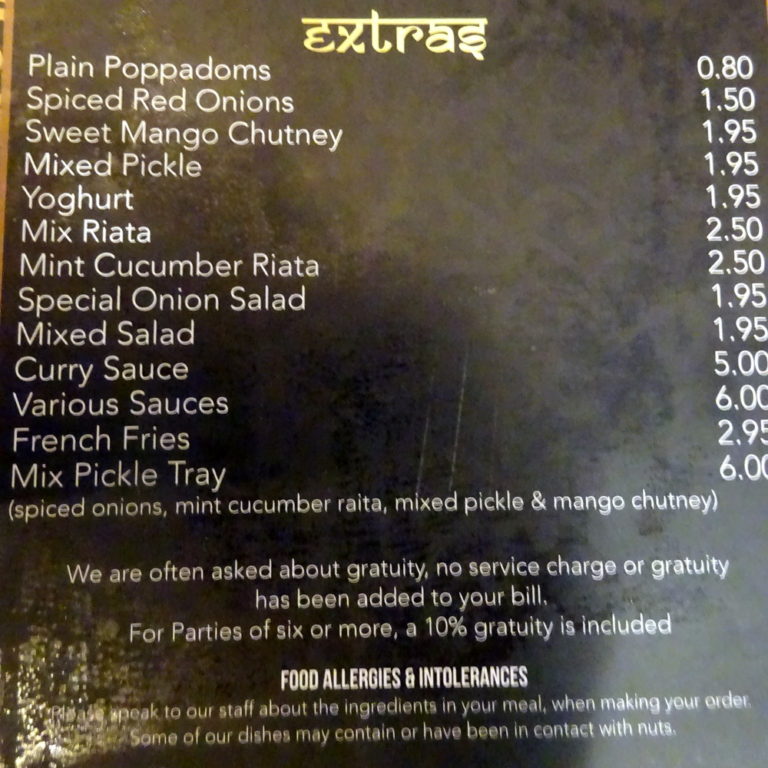 extras
Plain Poppadoms 0.80
Spiced Red Onions 1.50
Sweet Mango Chutney 1.95
Mixed Pickle 1.95
Yoghurt 1.95
Mix Riata 2.50
Mint Cucumber Riata 2.50
Special Onion Salad 1.95
Mixed Salad 1.95
Curry Sauce 5.00
Various Sauces 6.00
French Fries 2.95
Mix Pickle Tray 6.00
(spiced onions, mint cucumber raita, mixed pickle & mango chutney)
We are often asked about gratuity, no service charge or gratuity
has been added to your bill.
For Parties of six or more, a 10% gratuity is included
FOOD ALLERGIES & INTOLERANCES
Please speak to our staff about the ingredients in your meal, when making your order.
Some of our dishes may contain or have been in contact with nuts.